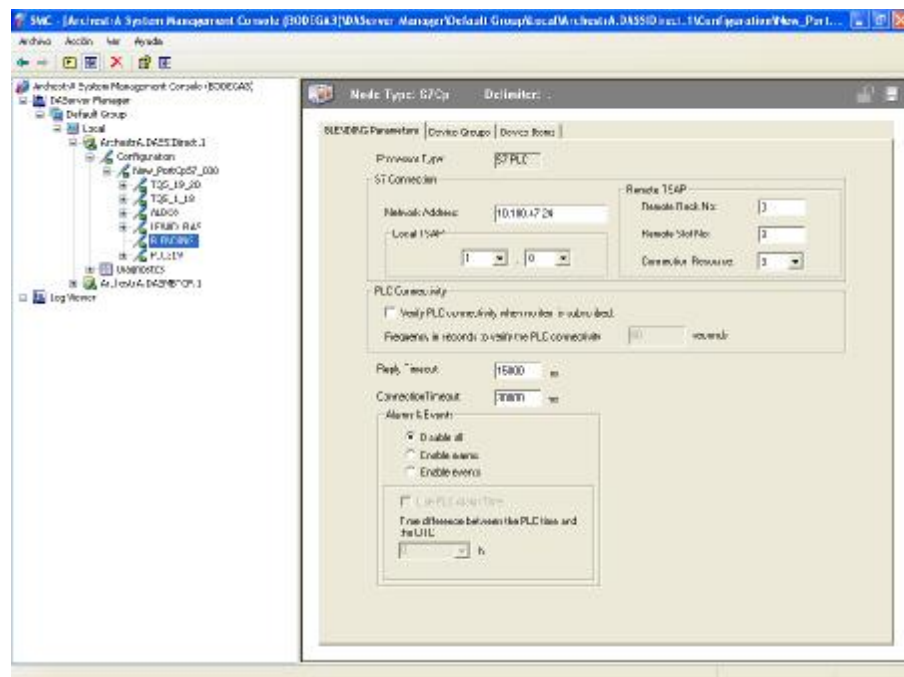 SMC - [ArchestrA System Management Console (BODEGA3)\DAServer Manager\Default Group\Local\ArchestrA.DASSIDirect.1\Configuration\New_Port...
Archivo Acción Ver Ayuda
ArchestrA System Management Console (BODEGA3)
DAServer Manager
Default Group
Local
ArchestrA.DASSIDirect.1
Configuration
New_PortCpS7_000
TQS_19_20
TQS_1_18
BLENDING
Diagnostics
Log Viewer
Node Type: S7Cp Delimiter: .
BLENDING Parameters Device Groups Device Items
Processor Type: S7 PLC
S7 Connection
Network Address: 10.180.47.24
Local TSAP
1 . 0
Remote TSAP
Remote Rack No: 3
Remote Slot No: 3
Connection Resource: 3
PLC Connectivity
Verify PLC connectivity when no item is subscribed.
Frequency in seconds to verify the PLC connectivity seconds
Reply Timeout: 15000 ms
Connection Timeout: 30000 ms
Alarms & Events
Disable all
Enable alarms
Enable events
Time difference between the PLC time and
the UTC:
0 h